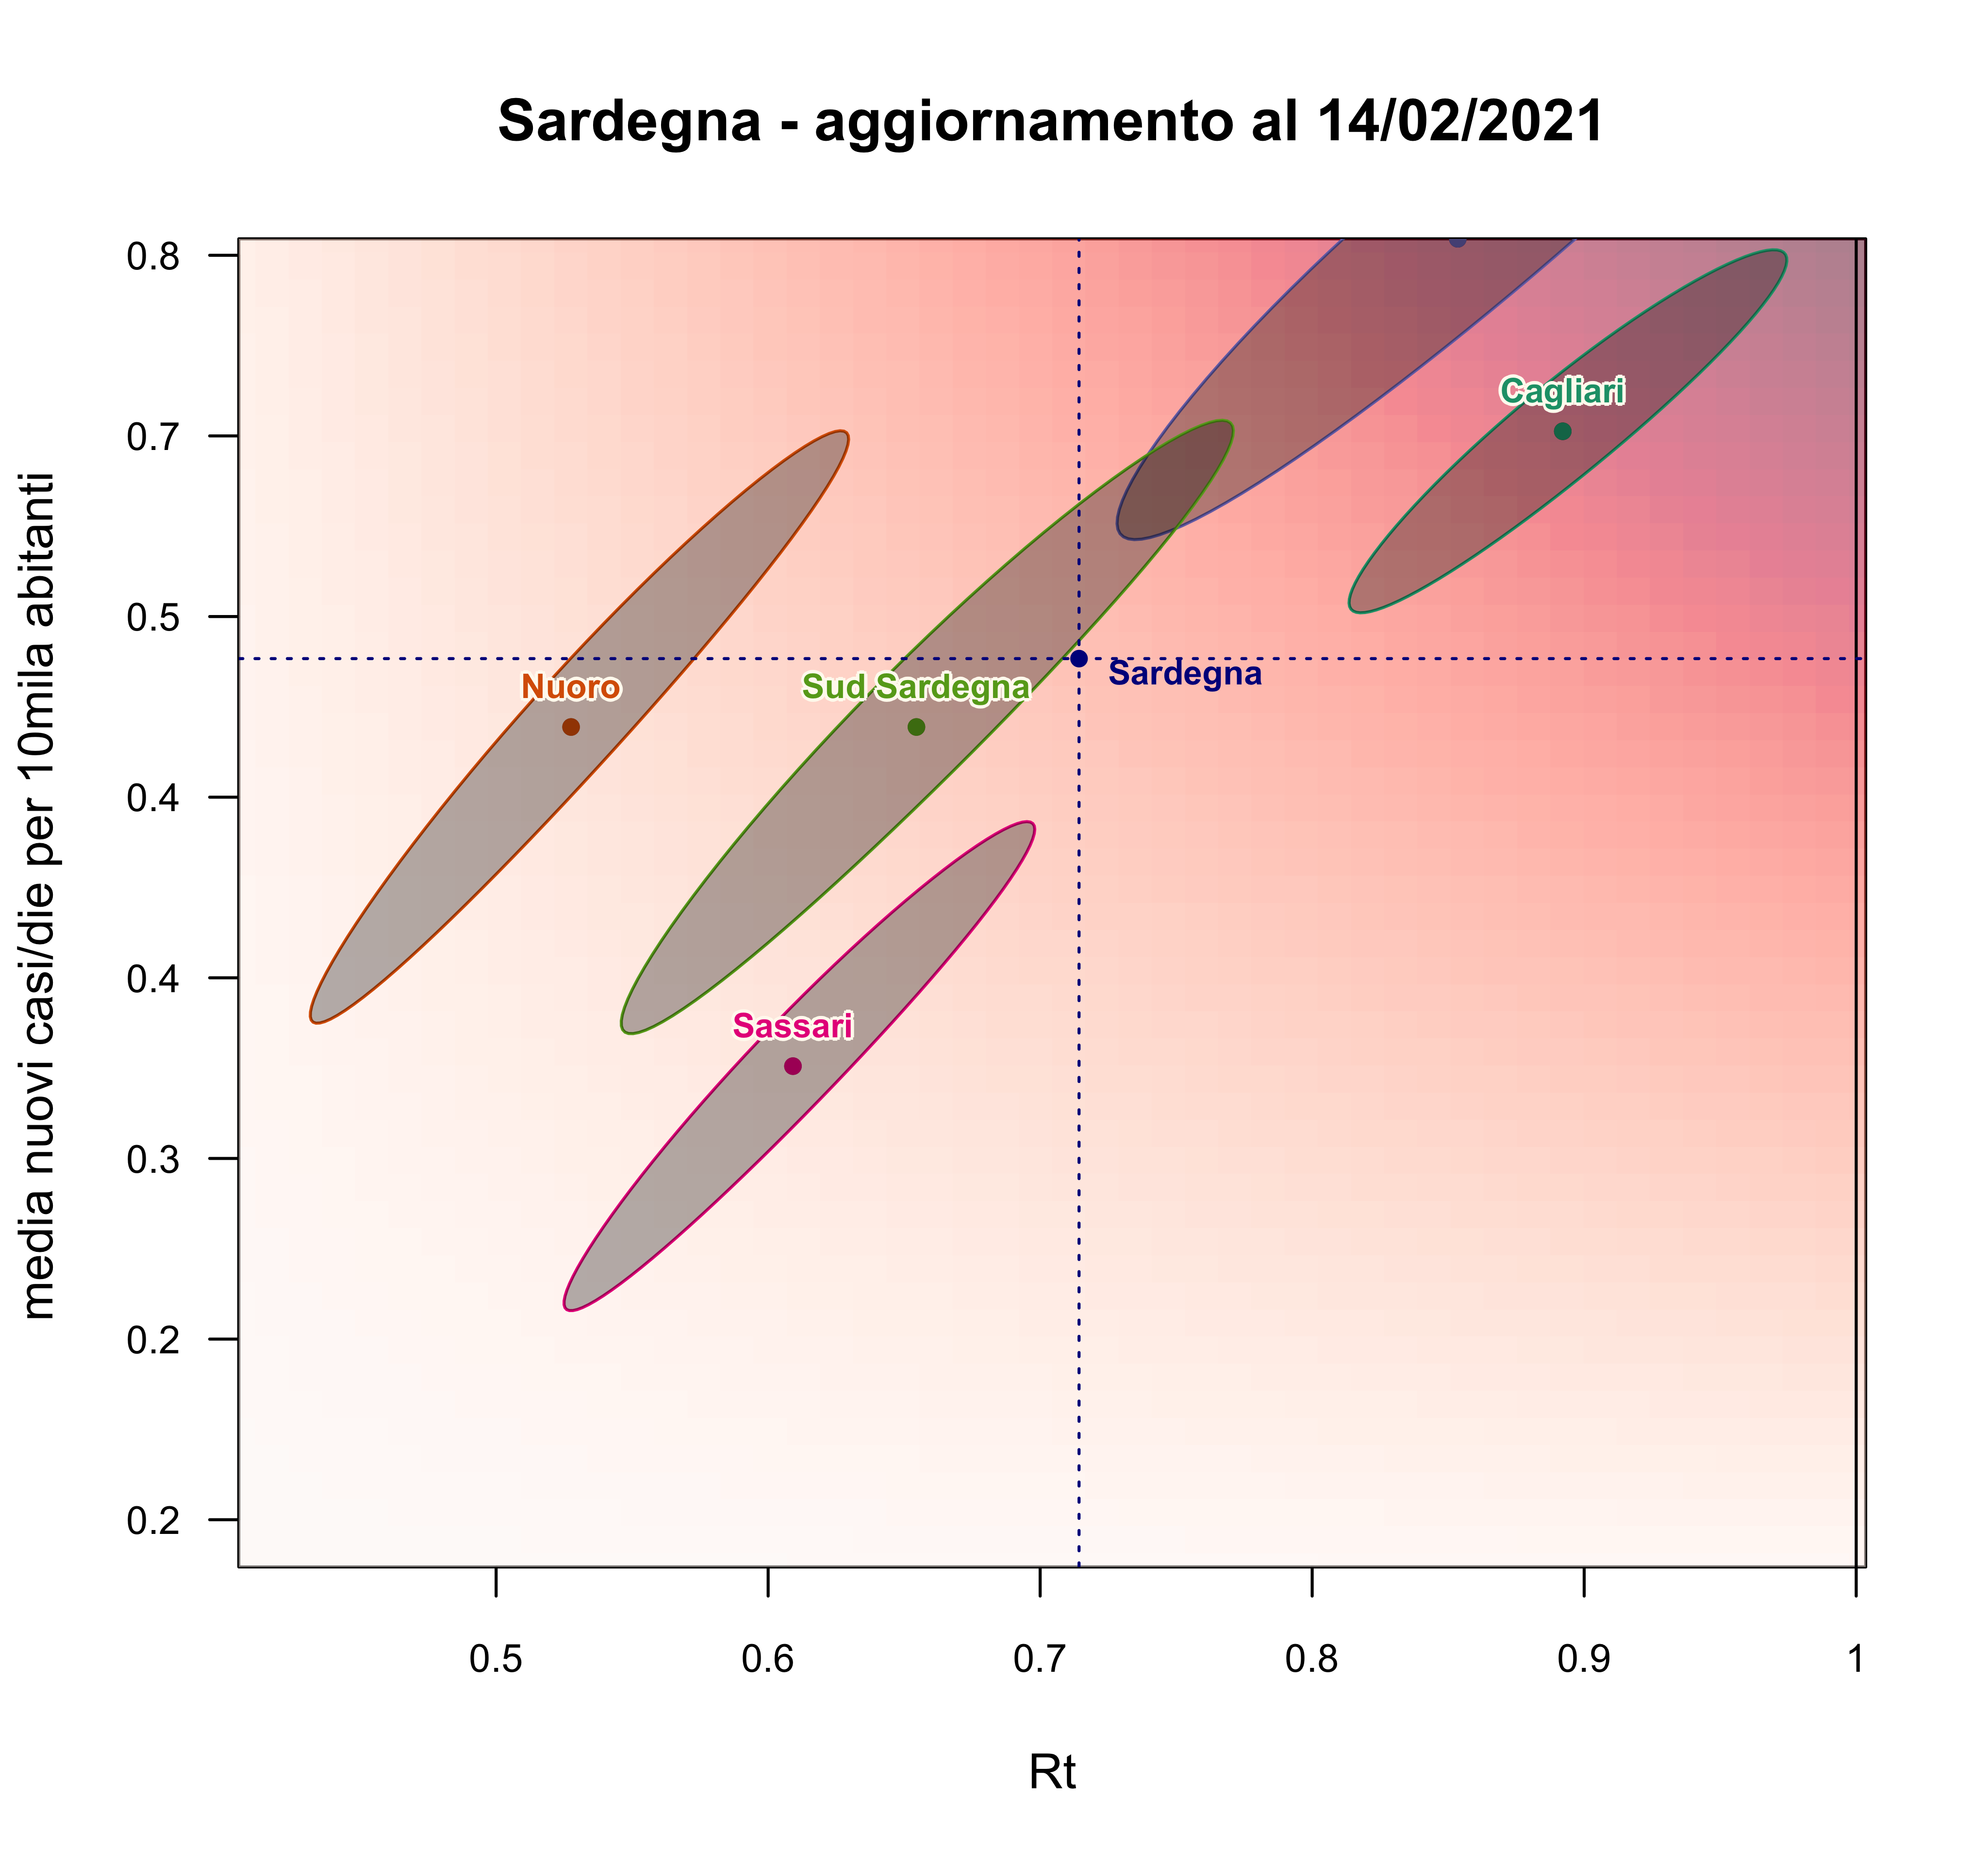 Sardegna - aggiornamento al 14/02/2021
media nuovi casi/die per 10mila abitanti
0.8
0.7
0.5
0.4
0.4
0.3
0.2
0.2
Cagliari
Sardegna
Nuoro
Sud Sardegna
Sassari
0.5
0.6
0.7
0.8
0.9
1
Rt